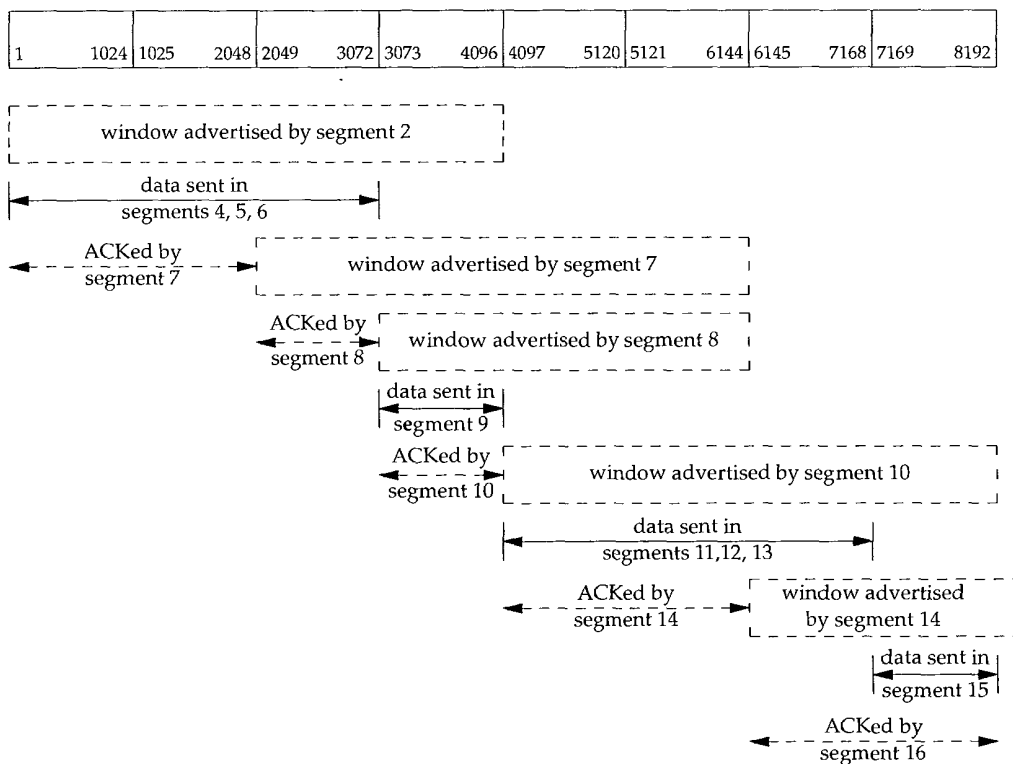 1 1024 1025 2048 2049 3072 3073 4096 4097 5120 5121 6144 6145 7168 7169 8192
window advertised by segment 2
data sent in
segments 4, 5, 6
ACKed by
segment 7
window advertised by segment 7
ACKed by
segment 8
window advertised by segment 8
data sent in
segment 9
ACKed by
segment 10
window advertised by segment 10
data sent in
segments 11,12, 13
ACKed by
segment 14
window advertised
by segment 14
data sent in
segment 15
ACKed by
segment 16